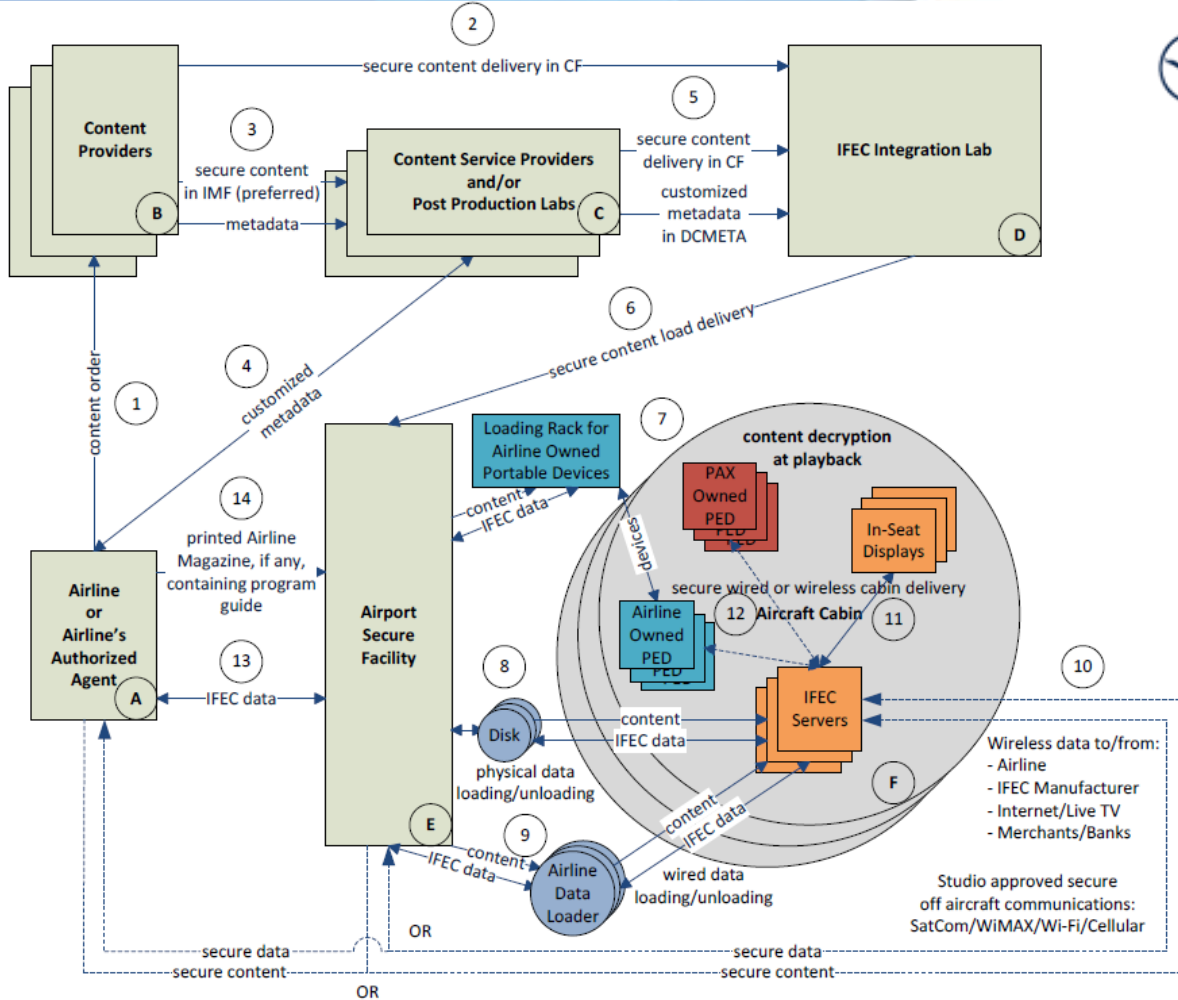 2
secure content delivery in CF
Content
Providers
B
3
secure content
in IMF (preferred)
metadata
Content Service Providers
and/or
Post Production Labs
C
5
secure content
delivery in CF
customized
metadata
in DCMETA
IFEC Integration Lab
D
6
secure content load delivery
1
content order
4
customized
metadata
14
printed Airline
Magazine, if any,
containing program
guide
Airline
or
Airline's
Authorized
Agent
A
13
IFEC data
Airport
Secure
Facility
E
Loading Rack for
Airline Owned
Portable Devices
content
IFEC data
devices
7
content decryption
at playback
PAX
Owned
PED
PED
PED
In-Seat
Displays
secure wired or wireless cabin delivery
12
Aircraft Cabin
11
Airline
Owned
PED
PED
PED
IFEC
Servers
F
8
Disk
content
IFEC data
physical data
loading/unloading
9
content
IFEC data
Airline
Data
Loader
content
IFEC data
wired data
loading/unloading
10
Wireless data to/from:
- Airline
- IFEC Manufacturer
- Internet/Live TV
- Merchants/Banks
Studio approved secure
off aircraft communications:
SatCom/WiMAX/Wi-Fi/Cellular
OR
secure data
secure content
secure data
secure content
OR